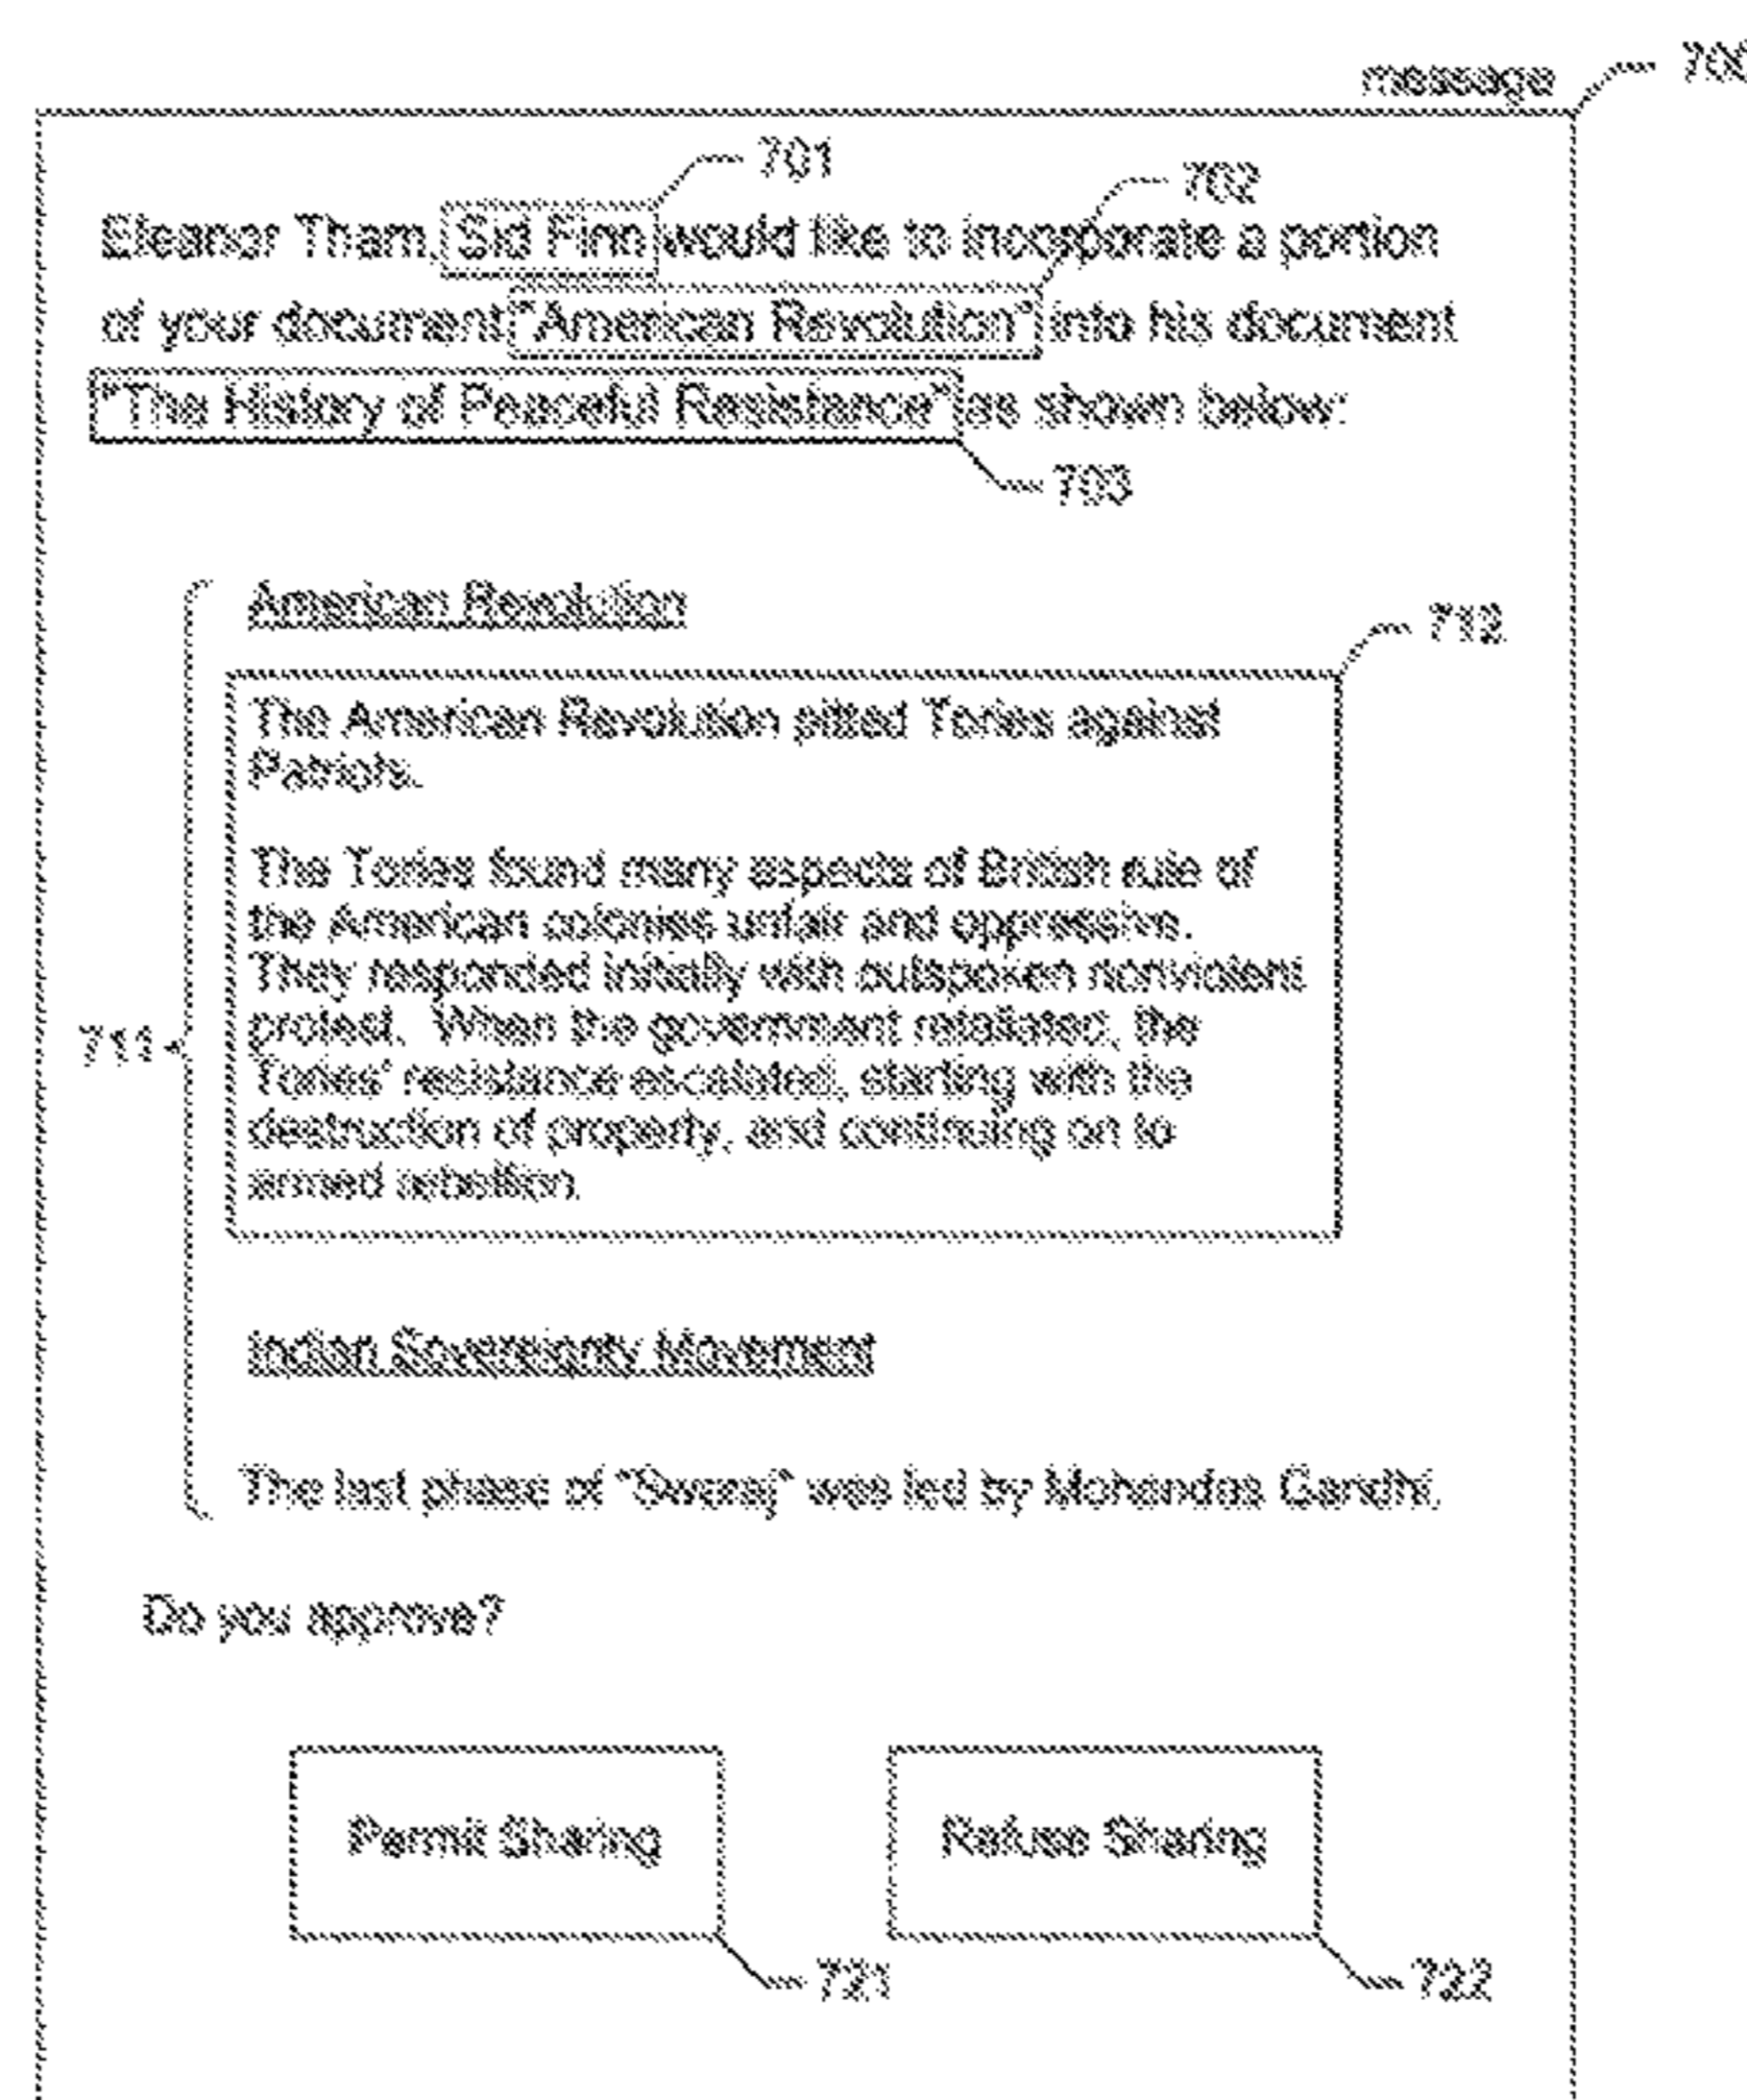 message 700
701
702
Eleanor Tham, Sid Finn would like to incorporate a portion
of your document "American Revolution" into his document
"The History of Peaceful Resistance" as shown below:
703
American Revolution
712
The American Revolution pitted Tories against
Patriots.
The Tories found many aspects of British rule of
the American colonies unfair and oppressive.
They responded initially with outspoken nonviolent
protest. When the government retaliated, the
711
Tories' resistance escalated, starting with the
destruction of property, and continuing on to
armed rebellion.
Indian Sovereignty Movement
The last phase of "Swaraj" was led by Mohandas Gandhi.
Do you approve?
Permit Sharing
Refuse Sharing
721
722